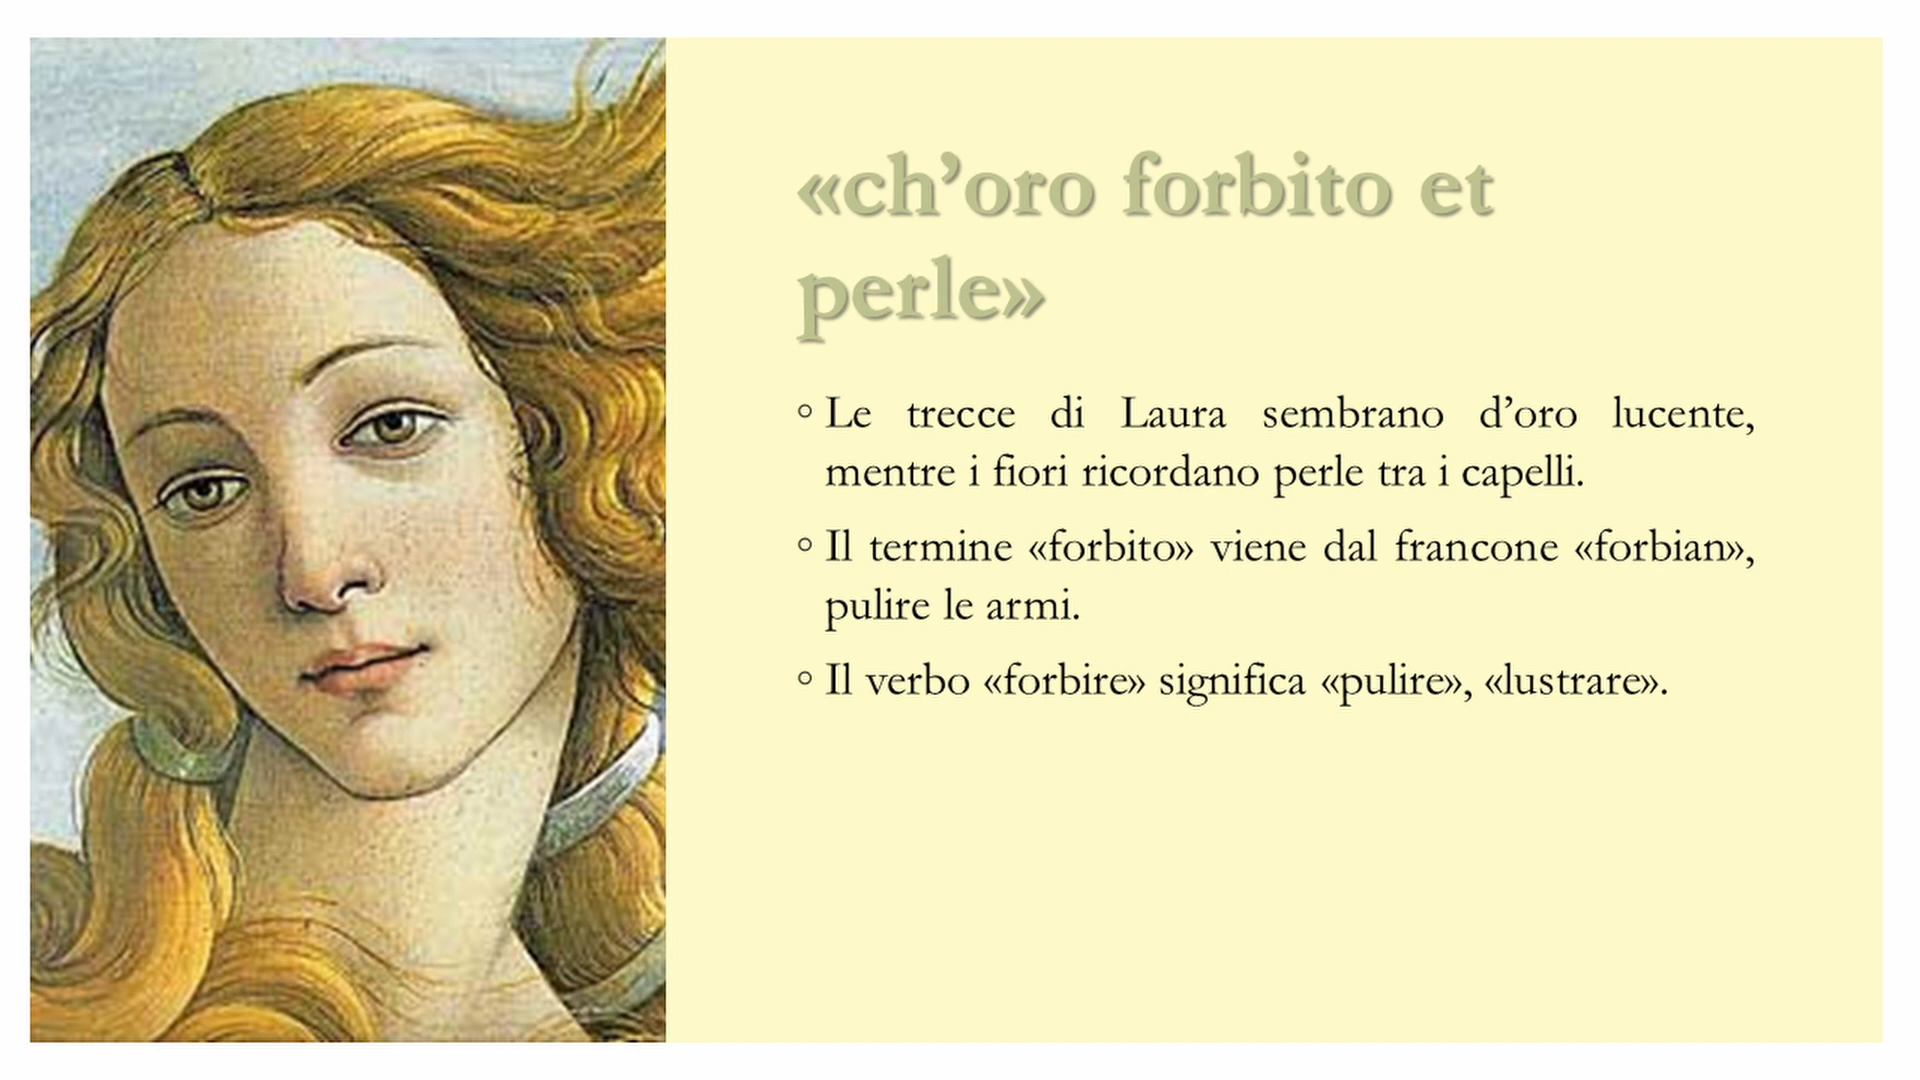 «ch’oro forbito et
perle»
◦ Le trecce di Laura sembrano d’oro lucente,
mentre i fiori ricordano perle tra i capelli.
◦ Il termine «forbito» viene dal francone «forbian»,
pulire le armi.
◦ Il verbo «forbire» significa «pulire», «lustrare».